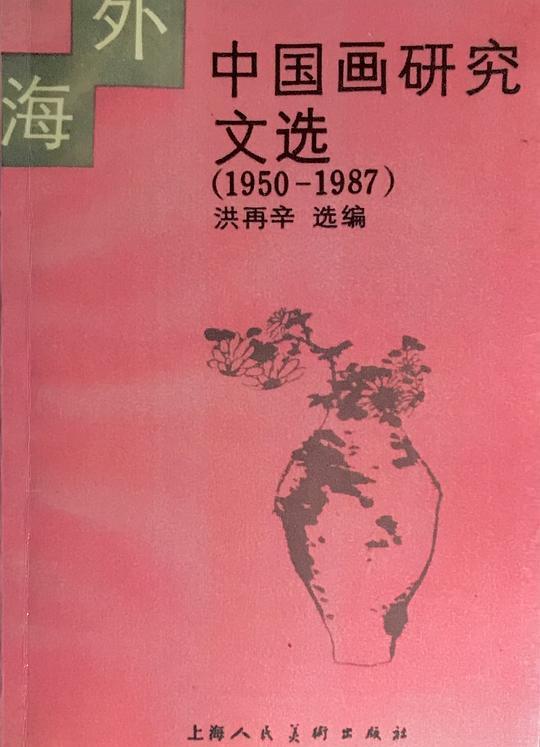 海外
中国画研究
文选
(1950-1987)
洪再辛 选编
上海人民美術出版社